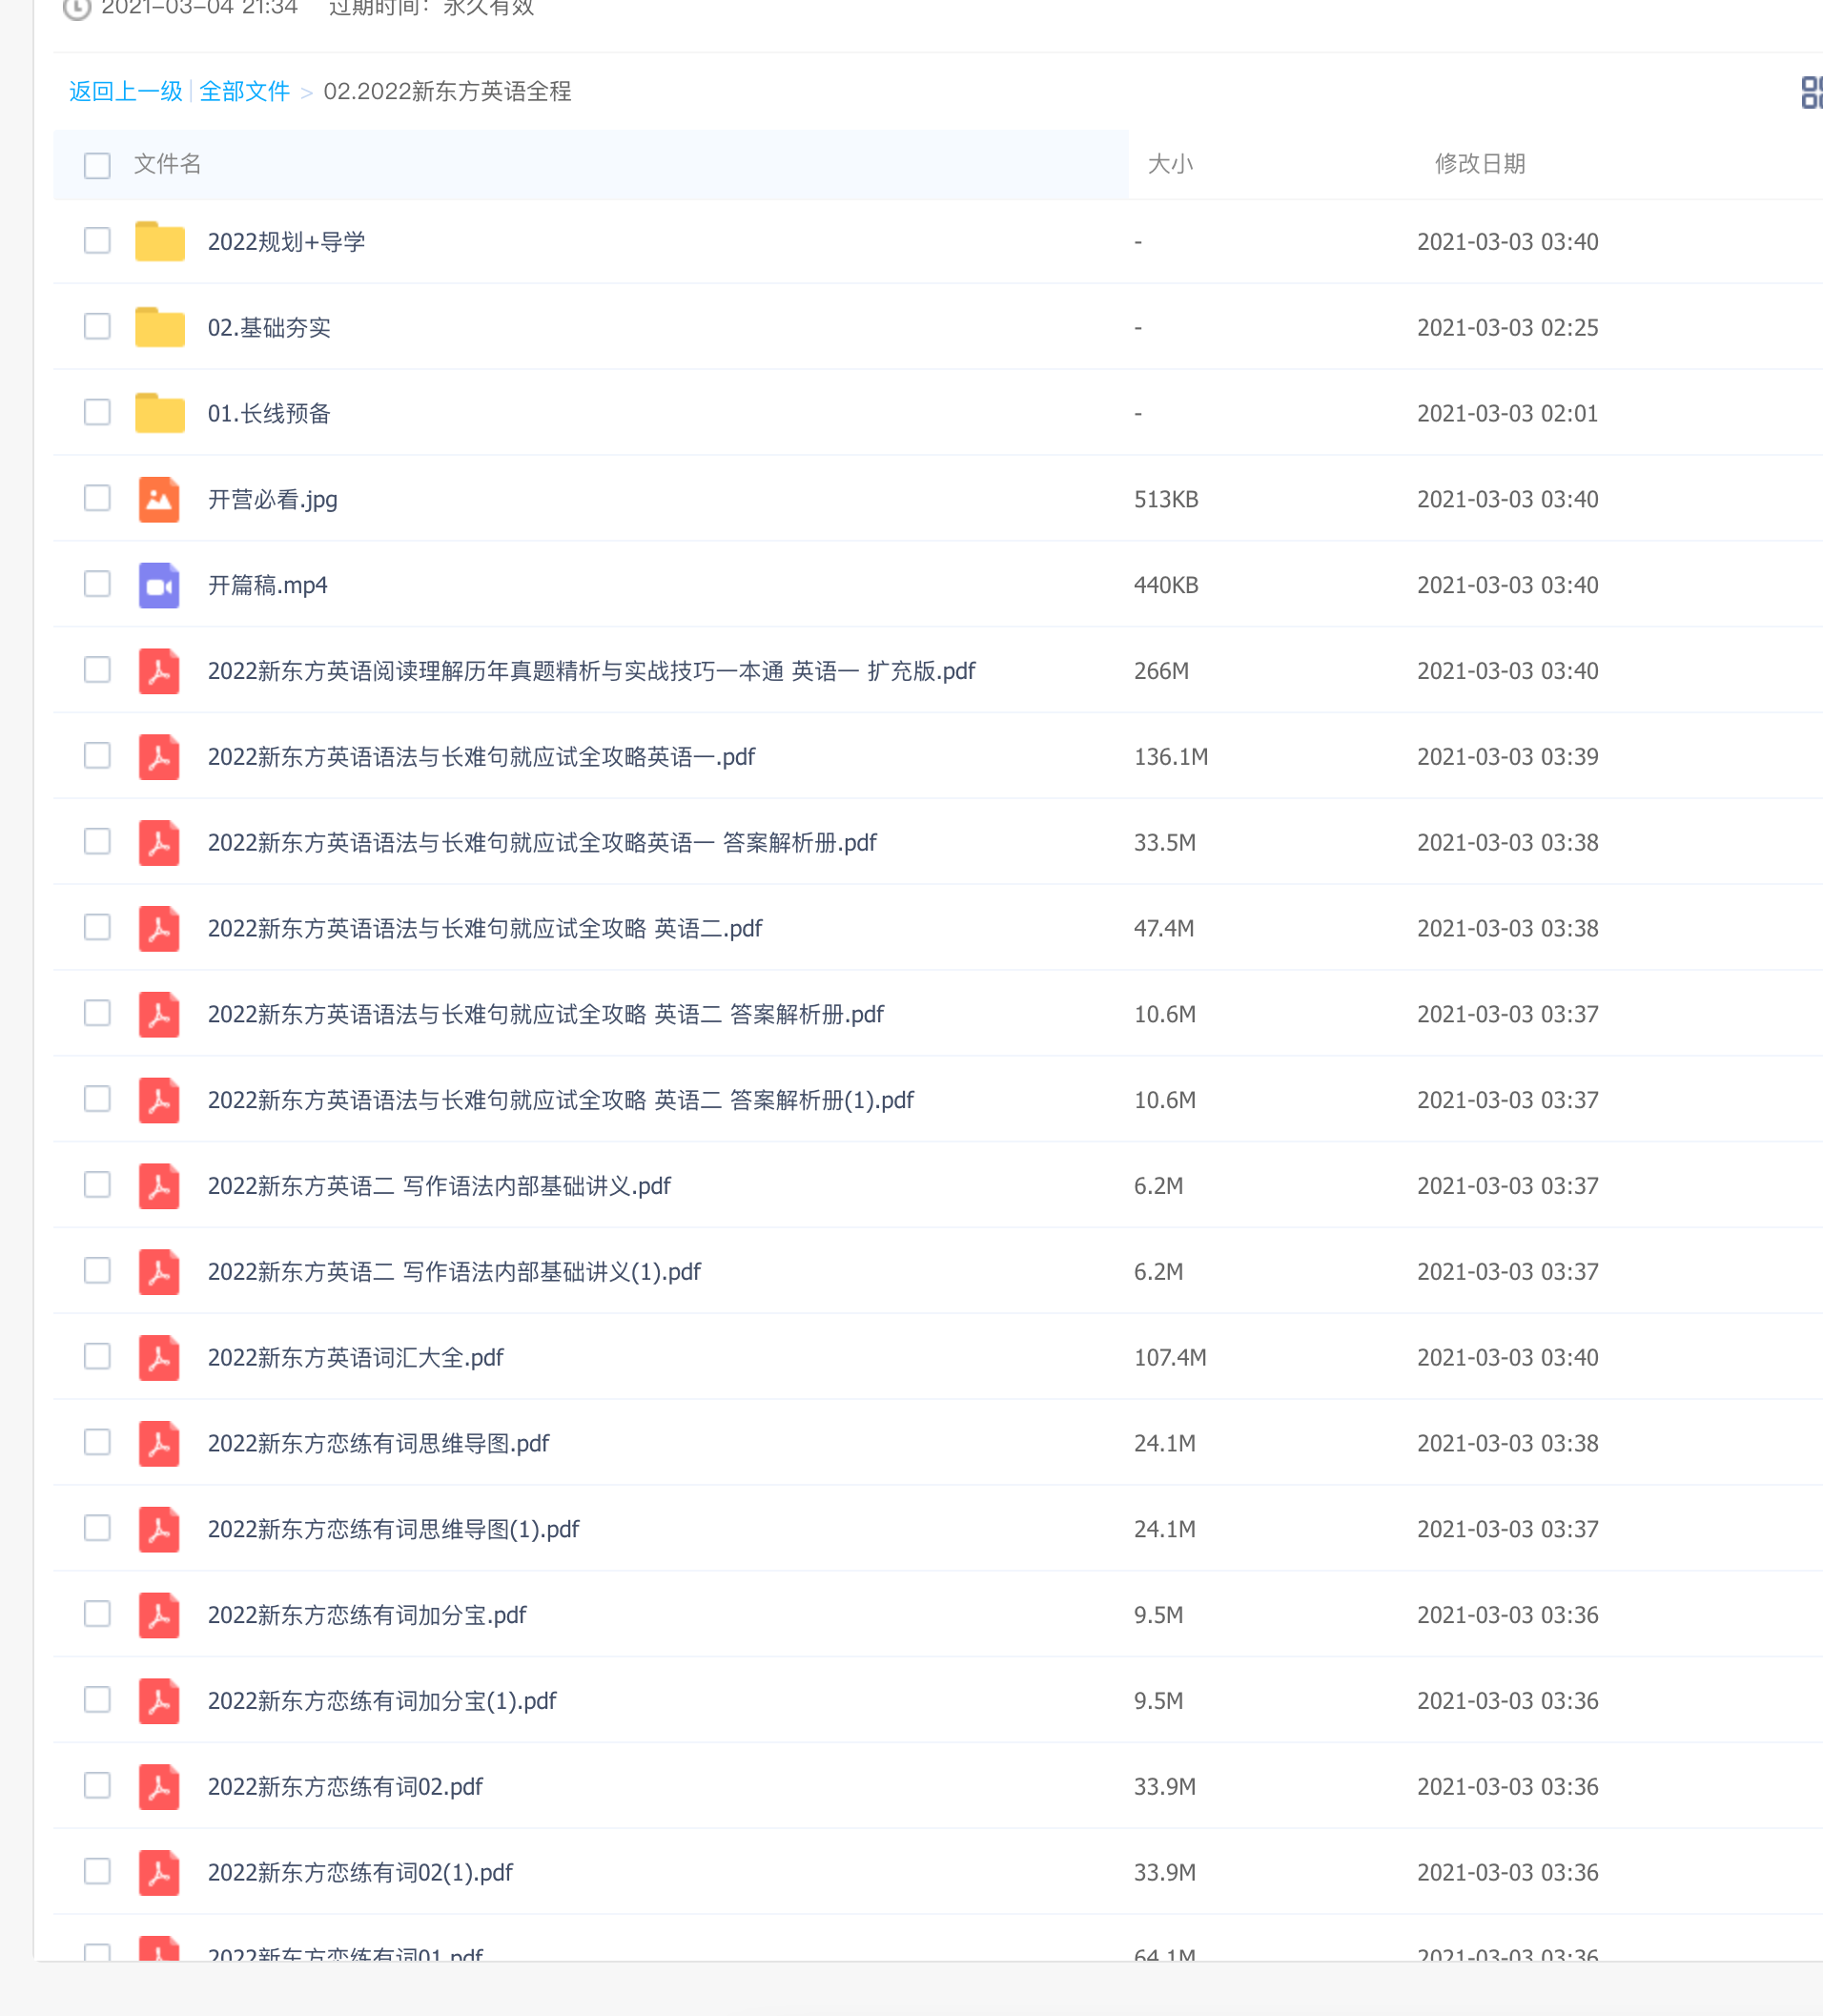 2021-03-04 21:34 过期时间：永久有效
返回上一级 | 全部文件 > 02.2022新东方英语全程
文件名 大小 修改日期
2022规划+导学 - 2021-03-03 03:40
02.基础夯实 - 2021-03-03 02:25
01.长线预备 - 2021-03-03 02:01
开营必看.jpg 513KB 2021-03-03 03:40
开篇稿.mp4 440KB 2021-03-03 03:40
2022新东方英语阅读理解历年真题精析与实战技巧一本通 英语一 扩充版.pdf 266M 2021-03-03 03:40
2022新东方英语语法与长难句就应试全攻略英语一.pdf 136.1M 2021-03-03 03:39
2022新东方英语语法与长难句就应试全攻略英语一 答案解析册.pdf 33.5M 2021-03-03 03:38
2022新东方英语语法与长难句就应试全攻略 英语二.pdf 47.4M 2021-03-03 03:38
2022新东方英语语法与长难句就应试全攻略 英语二 答案解析册.pdf 10.6M 2021-03-03 03:37
2022新东方英语语法与长难句就应试全攻略 英语二 答案解析册(1).pdf 10.6M 2021-03-03 03:37
2022新东方英语二 写作语法内部基础讲义.pdf 6.2M 2021-03-03 03:37
2022新东方英语二 写作语法内部基础讲义(1).pdf 6.2M 2021-03-03 03:37
2022新东方英语词汇大全.pdf 107.4M 2021-03-03 03:40
2022新东方恋练有词思维导图.pdf 24.1M 2021-03-03 03:38
2022新东方恋练有词思维导图(1).pdf 24.1M 2021-03-03 03:37
2022新东方恋练有词加分宝.pdf 9.5M 2021-03-03 03:36
2022新东方恋练有词加分宝(1).pdf 9.5M 2021-03-03 03:36
2022新东方恋练有词02.pdf 33.9M 2021-03-03 03:36
2022新东方恋练有词02(1).pdf 33.9M 2021-03-03 03:36
2022新东方恋练有词01.pdf 64.1M 2021-03-03 03:36